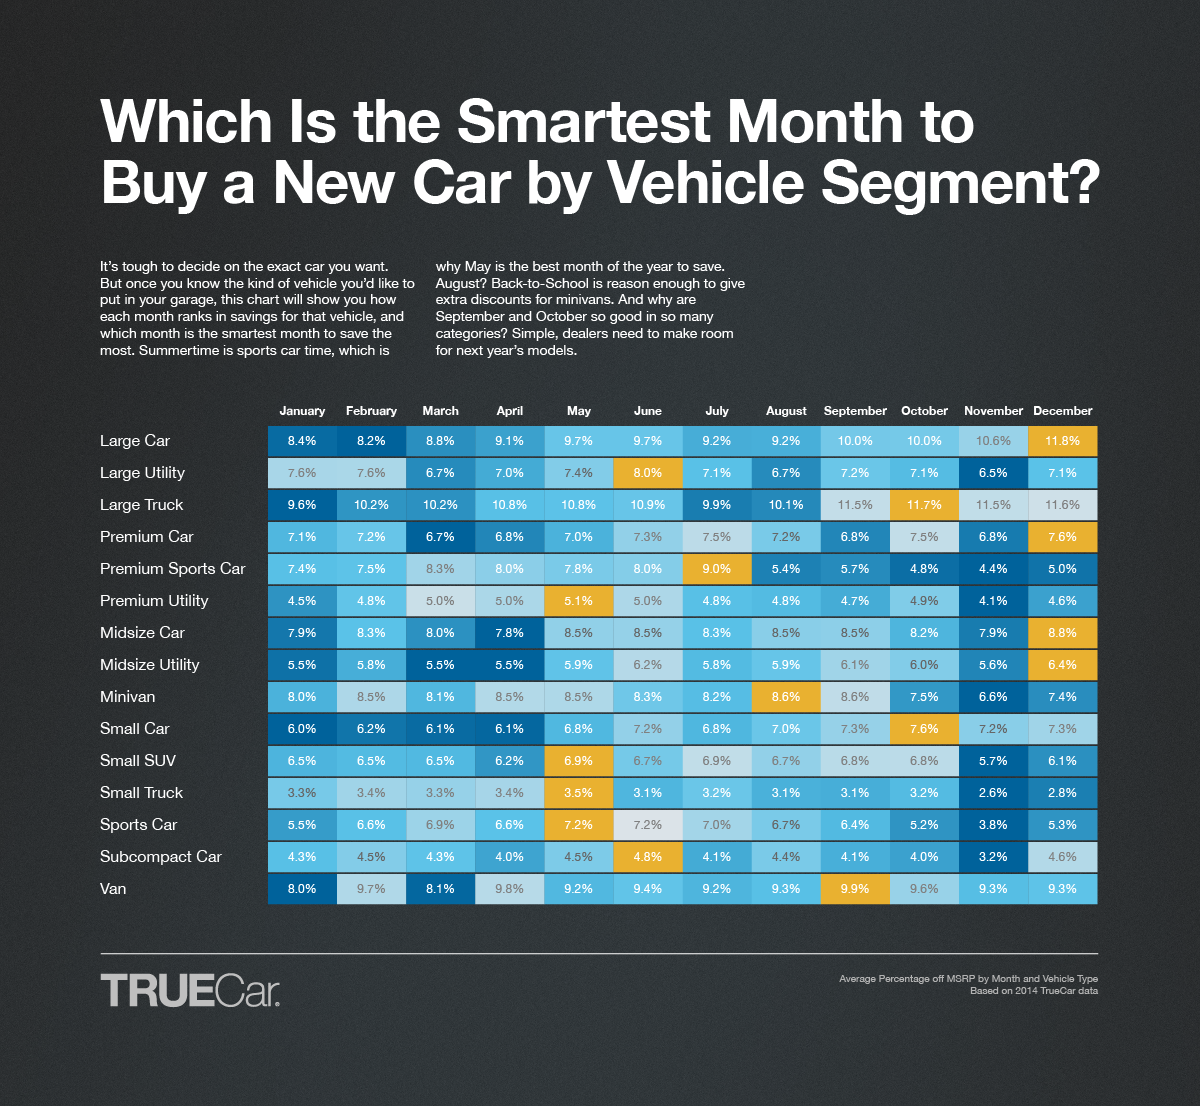 Which Is the Smartest Month to
Buy a New Car by Vehicle Segment?
It’s tough to decide on the exact car you want.
But once you know the kind of vehicle you’d like to
put in your garage, this chart will show you how
each month ranks in savings for that vehicle, and
which month is the smartest month to save the
most. Summertime is sports car time, which is
why May is the best month of the year to save.
August? Back-to-School is reason enough to give
extra discounts for minivans. And why are
September and October so good in so many
categories? Simple, dealers need to make room
for next year’s models.
January February March April May June July August September October November December
Large Car 8.4% 8.2% 8.8% 9.1% 9.7% 9.7% 9.2% 9.2% 10.0% 10.0% 10.6% 11.8%
Large Utility 7.6% 7.6% 6.7% 7.0% 7.4% 8.0% 7.1% 6.7% 7.2% 7.1% 6.5% 7.1%
Large Truck 9.6% 10.2% 10.2% 10.8% 10.8% 10.9% 9.9% 10.1% 11.5% 11.7% 11.5% 11.6%
Premium Car 7.1% 7.2% 6.7% 6.8% 7.0% 7.3% 7.5% 7.2% 6.8% 7.5% 6.8% 7.6%
Premium Sports Car 7.4% 7.5% 8.3% 8.0% 7.8% 8.0% 9.0% 5.4% 5.7% 4.8% 4.4% 5.0%
Premium Utility 4.5% 4.8% 5.0% 5.0% 5.1% 5.0% 4.8% 4.8% 4.7% 4.9% 4.1% 4.6%
Midsize Car 7.9% 8.3% 8.0% 7.8% 8.5% 8.5% 8.3% 8.5% 8.5% 8.2% 7.9% 8.8%
Midsize Utility 5.5% 5.8% 5.5% 5.5% 5.9% 6.2% 5.8% 5.9% 6.1% 6.0% 5.6% 6.4%
Minivan 8.0% 8.5% 8.1% 8.5% 8.5% 8.3% 8.2% 8.6% 8.6% 7.5% 6.6% 7.4%
Small Car 6.0% 6.2% 6.1% 6.1% 6.8% 7.2% 6.8% 7.0% 7.3% 7.6% 7.2% 7.3%
Small SUV 6.5% 6.5% 6.5% 6.2% 6.9% 6.7% 6.9% 6.7% 6.8% 6.8% 5.7% 6.1%
Small Truck 3.3% 3.4% 3.3% 3.4% 3.5% 3.1% 3.2% 3.1% 3.1% 3.2% 2.6% 2.8%
Sports Car 5.5% 6.6% 6.9% 6.6% 7.2% 7.2% 7.0% 6.7% 6.4% 5.2% 3.8% 5.3%
Subcompact Car 4.3% 4.5% 4.3% 4.0% 4.5% 4.8% 4.1% 4.4% 4.1% 4.0% 3.2% 4.6%
Van 8.0% 9.7% 8.1% 9.8% 9.2% 9.4% 9.2% 9.3% 9.9% 9.6% 9.3% 9.3%
TRUECar.
Average Percentage off MSRP by Month and Vehicle Type
Based on 2014 TrueCar data